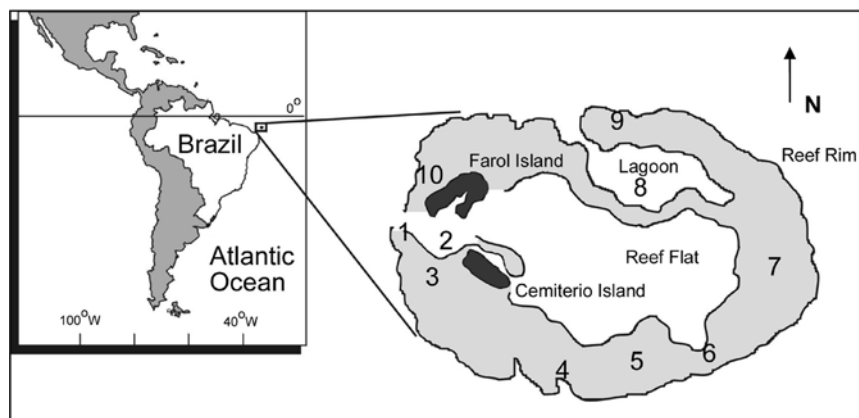 0°
Brazil
Atlantic
Ocean
100°W
40°W
N
9
Reef Rim
Farol Island
Lagoon
10
8
1
2
Reef Flat
3
7
Cemiterio Island
4
5
6